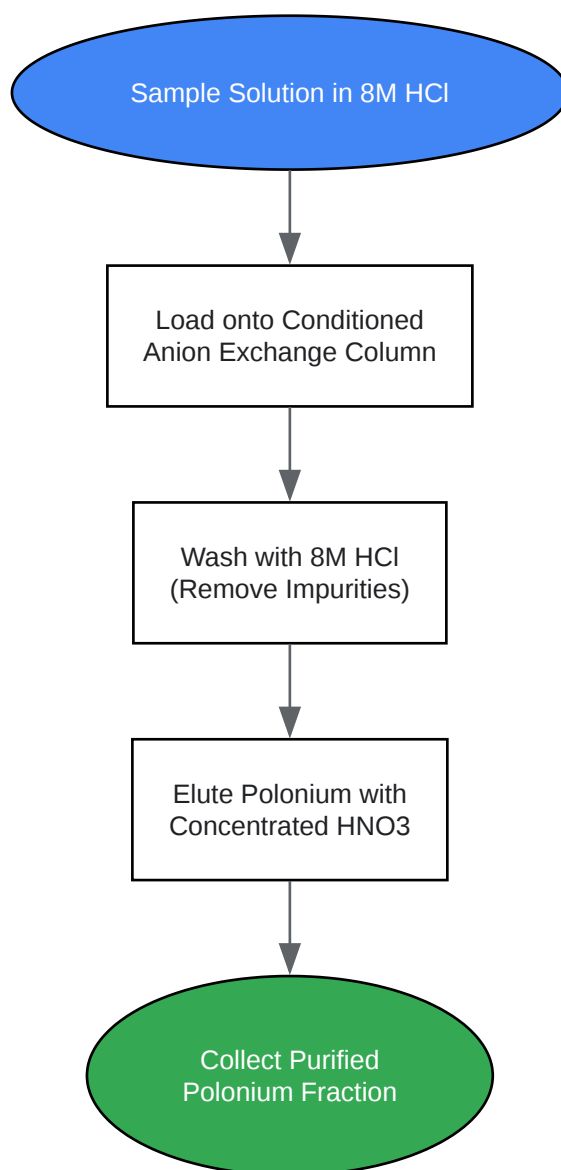 Sample Solution in 8M HCl
Load onto Conditioned
Anion Exchange Column
Wash with 8M HCl
(Remove Impurities)
Elute Polonium with
Concentrated HNO3
Collect Purified
Polonium Fraction